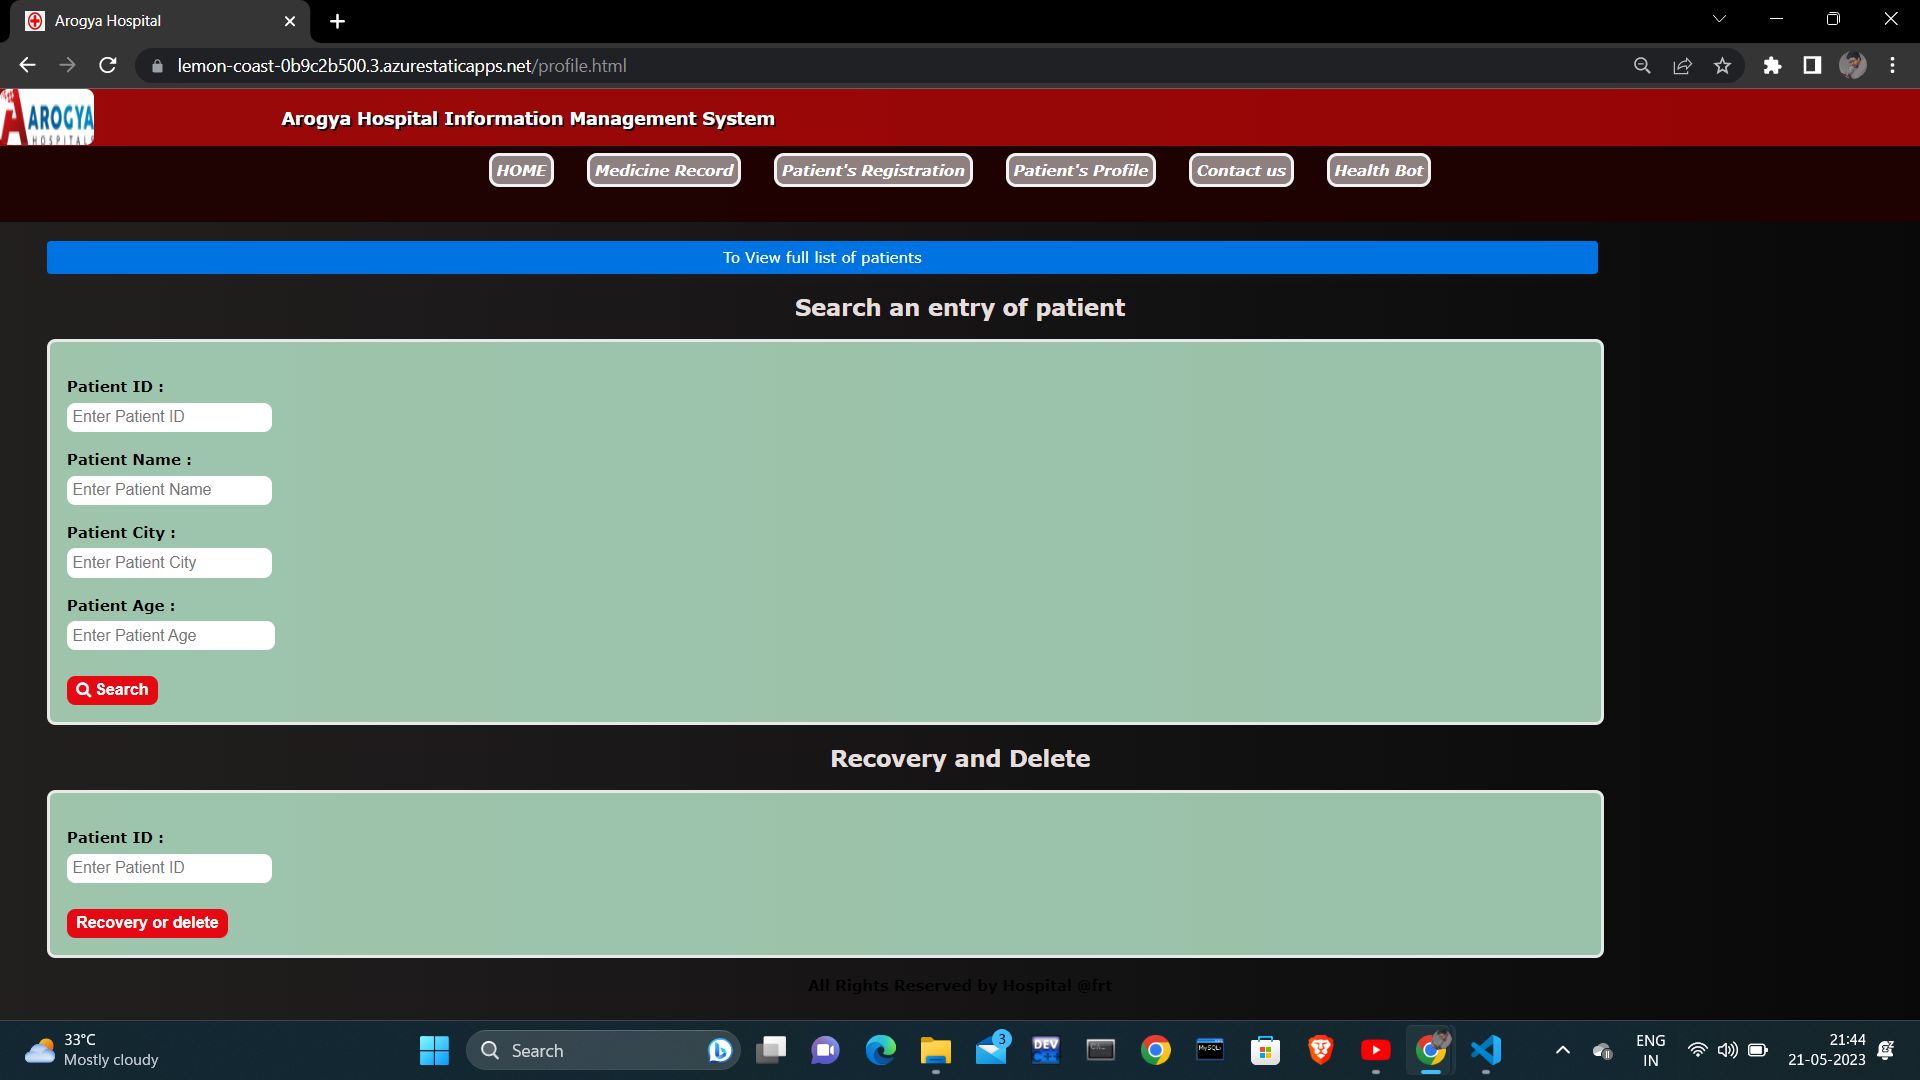 Arogya Hospital
lemon-coast-0b9c2b500.3.azurestaticapps.net/profile.html
AROGYA
HOSPITALS
Arogya Hospital Information Management System
HOME
Medicine Record
Patient's Registration
Patient's Profile
Contact us
Health Bot
To View full list of patients
Search an entry of patient
Patient ID :
Enter Patient ID
Patient Name :
Enter Patient Name
Patient City :
Enter Patient City
Patient Age :
Enter Patient Age
Search
Recovery and Delete
Patient ID :
Enter Patient ID
Recovery or delete
All Rights Reserved by Hospital @frt
33°C
Mostly cloudy
Search
3
DEV
C++
MySQL
ENG
IN
21:44
21-05-2023